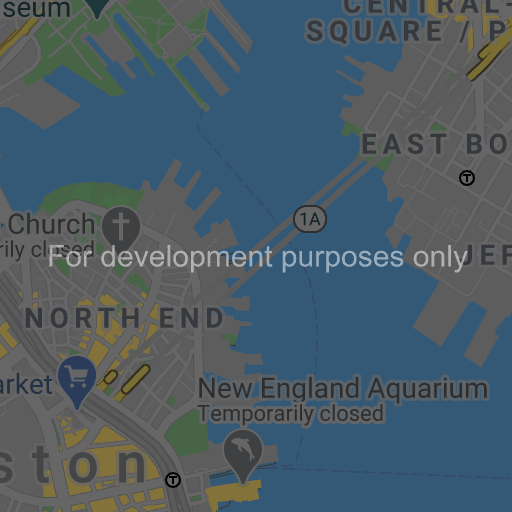 seum
CENTRAL
SQUARE / P
EAST BO
T
1A
Church
rily closed
For development purposes only
JEF
NORTH END
arket
New England Aquarium
Temporarily closed
ston
T